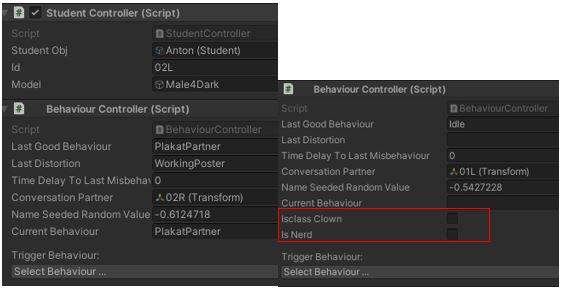 Student Controller (Script)
Script StudentController
Student Obj Anton (Student)
Id 02L
Model Male4Dark
Behaviour Controller (Script)
Script BehaviourController
Last Good Behaviour PlakatPartner
Last Distortion WorkingPoster
Time Delay To Last Misbehav 0
Conversation Partner 02R (Transform)
Name Seeded Random Value -0.6124718
Current Behaviour PlakatPartner
Trigger Behaviour:
Select Behaviour ...
Behaviour Controller (Script)
Script BehaviourController
Last Good Behaviour Idle
Last Distortion
Time Delay To Last Misbehaviour 0
Conversation Partner 01L (Transform)
Name Seeded Random Value -0.5427228
Current Behaviour
Isclass Clown
Is Nerd
Trigger Behaviour:
Select Behaviour ...